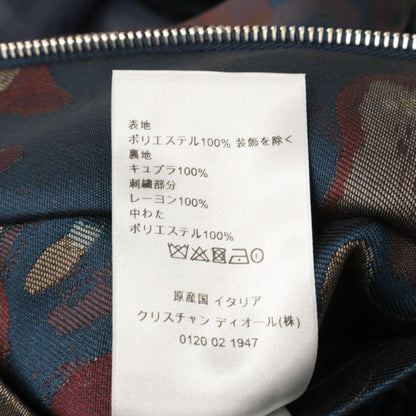 表地
ポリエステル100% 装飾を除く
裏地
キュプラ100%
刺繍部分
レーヨン100%
中わた
ポリエステル100%
原産国 イタリア
クリスチャン ディオール(株)
0120 02 1947